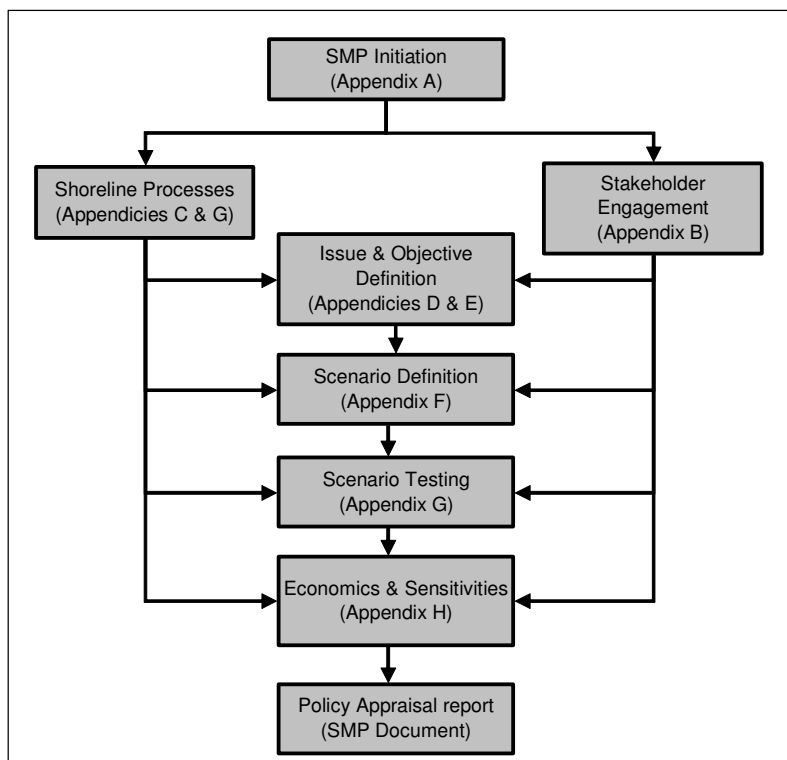 SMP Initiation
(Appendix A)
Shoreline Processes
(Appendicies C & G)
Stakeholder
Engagement
(Appendix B)
Issue & Objective
Definition
(Appendicies D & E)
Scenario Definition
(Appendix F)
Scenario Testing
(Appendix G)
Economics & Sensitivities
(Appendix H)
Policy Appraisal report
(SMP Document)